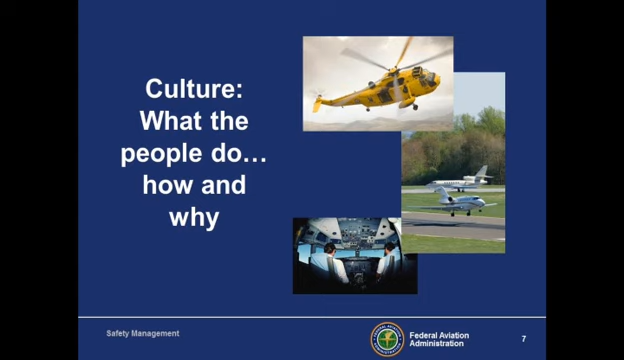 Culture:
What the
people do...
how and
why
Safety Management
Federal Aviation
Administration
7